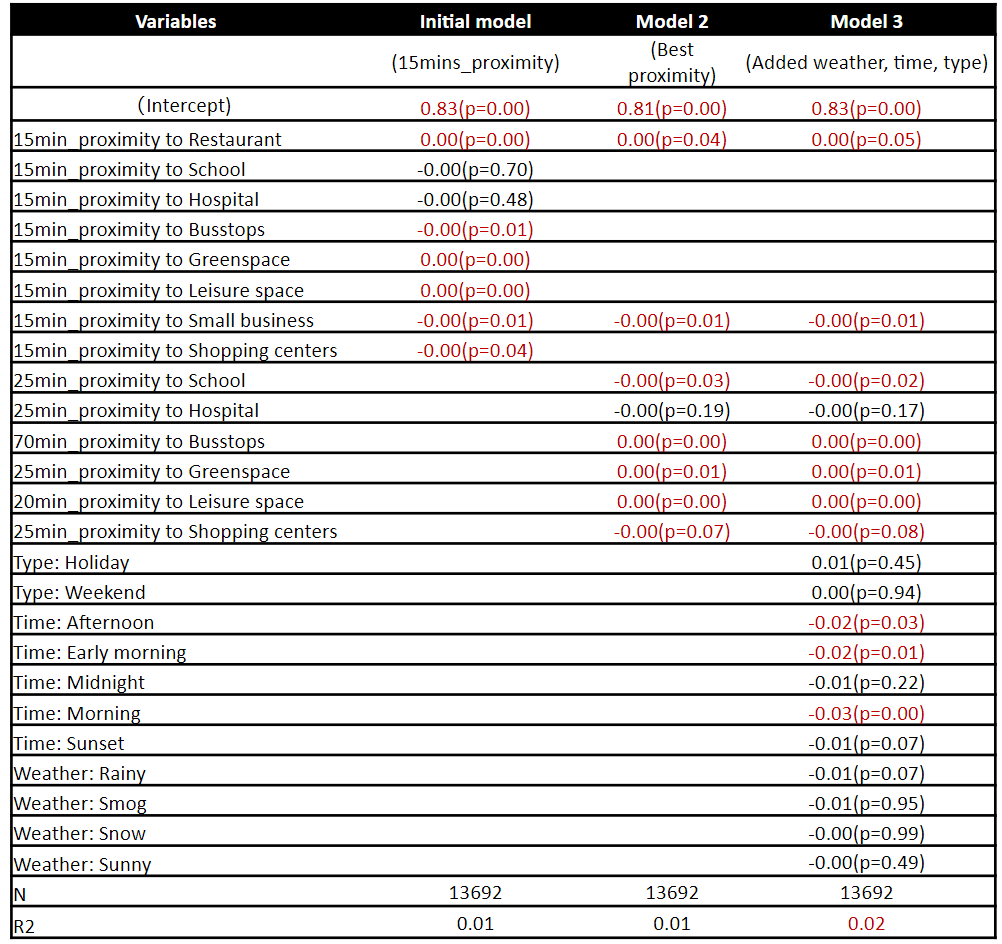 Variables Initial model Model 2 Model 3
(15mins_proximity) (Best proximity) (Added weather, time, type)
(Intercept) 0.83(p=0.00) 0.81(p=0.00) 0.83(p=0.00)
15min_proximity to Restaurant 0.00(p=0.00) 0.00(p=0.04) 0.00(p=0.05)
15min_proximity to School -0.00(p=0.70)
15min_proximity to Hospital -0.00(p=0.48)
15min_proximity to Busstops -0.00(p=0.01)
15min_proximity to Greenspace 0.00(p=0.00)
15min_proximity to Leisure space 0.00(p=0.00)
15min_proximity to Small business -0.00(p=0.01) -0.00(p=0.01) -0.00(p=0.01)
15min_proximity to Shopping centers -0.00(p=0.04)
25min_proximity to School -0.00(p=0.03) -0.00(p=0.02)
25min_proximity to Hospital -0.00(p=0.19) -0.00(p=0.17)
70min_proximity to Busstops 0.00(p=0.00) 0.00(p=0.00)
25min_proximity to Greenspace 0.00(p=0.01) 0.00(p=0.01)
20min_proximity to Leisure space 0.00(p=0.00) 0.00(p=0.00)
25min_proximity to Shopping centers -0.00(p=0.07) -0.00(p=0.08)
Type: Holiday 0.01(p=0.45)
Type: Weekend 0.00(p=0.94)
Time: Afternoon -0.02(p=0.03)
Time: Early morning -0.02(p=0.01)
Time: Midnight -0.01(p=0.22)
Time: Morning -0.03(p=0.00)
Time: Sunset -0.01(p=0.07)
Weather: Rainy -0.01(p=0.07)
Weather: Smog -0.01(p=0.95)
Weather: Snow -0.00(p=0.99)
Weather: Sunny -0.00(p=0.49)
N 13692 13692 13692
R2 0.01 0.01 0.02